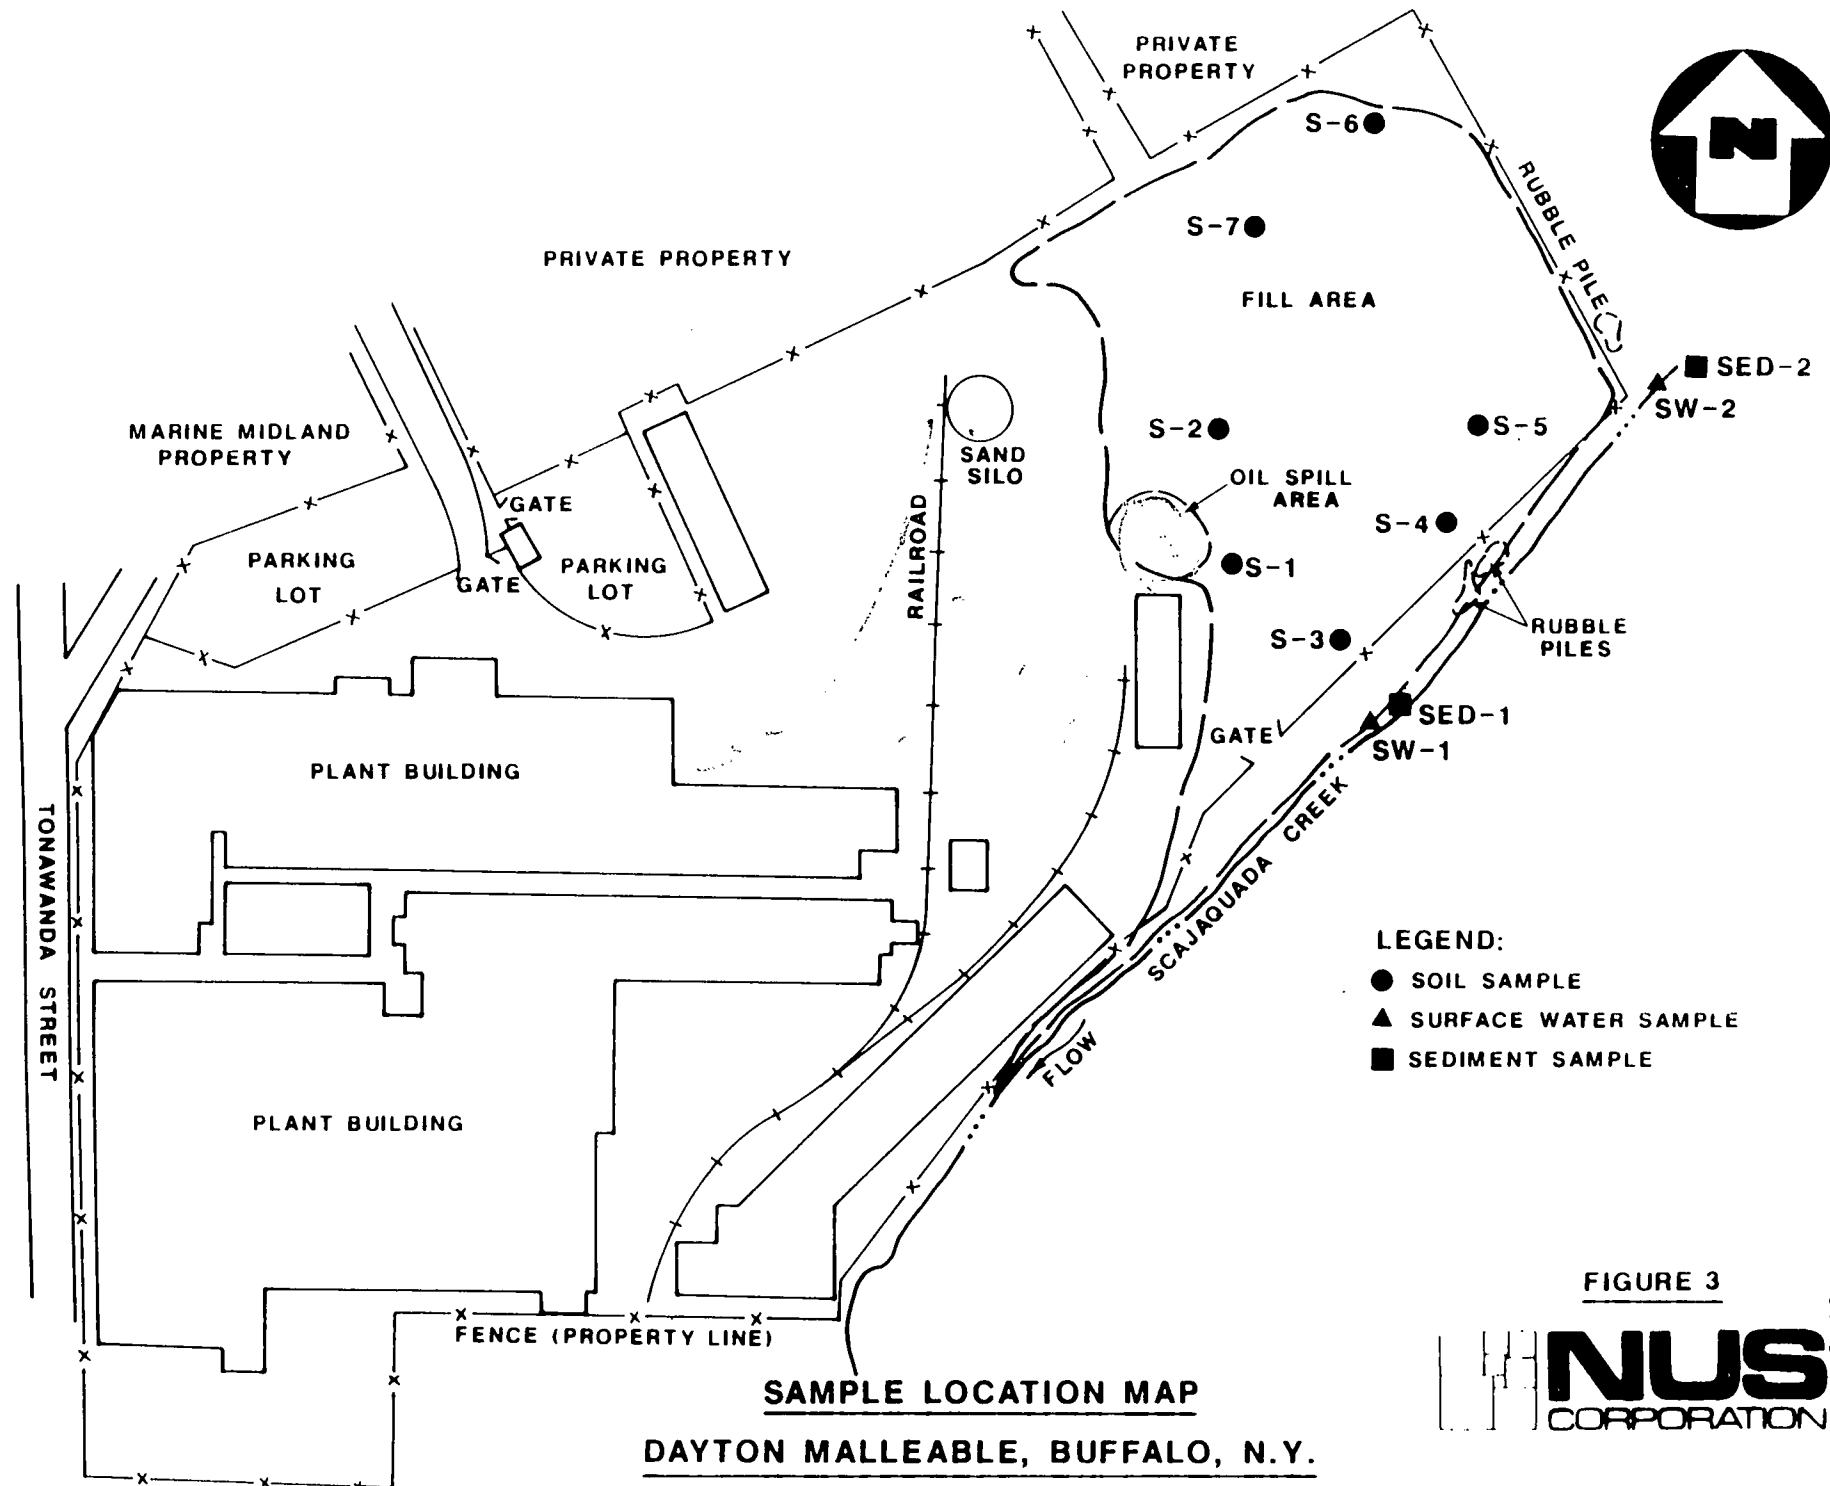 PRIVATE
PROPERTY
N
S-6
RUBBLE PILE
S-7
PRIVATE PROPERTY
FILL AREA
SED-2
SW-2
MARINE MIDLAND
PROPERTY
S-2
S-5
SAND
SILO
OIL SPILL
AREA
GATE
S-4
RAILROAD
PARKING
LOT
GATE
PARKING
LOT
S-1
RUBBLE
PILES
S-3
SED-1
GATE
SW-1
PLANT BUILDING
TONAWANDA STREET
SCAJAQUADA CREEK
LEGEND:
SOIL SAMPLE
SURFACE WATER SAMPLE
SEDIMENT SAMPLE
FLOW
PLANT BUILDING
FENCE (PROPERTY LINE)
FIGURE 3
NUS
CORPORATION
SAMPLE LOCATION MAP
DAYTON MALLEABLE, BUFFALO, N.Y.